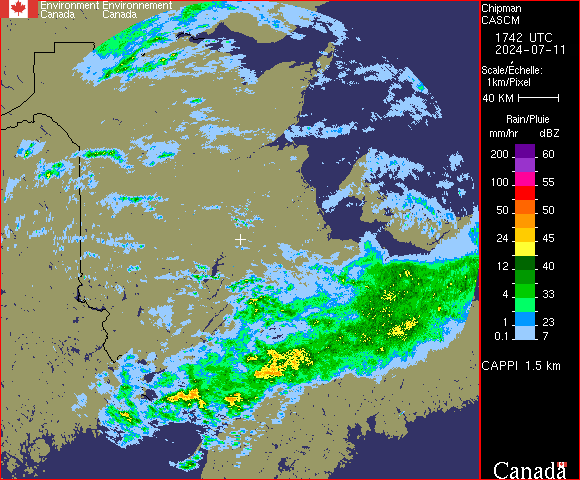 Environment Environnement
Canada Canada
Chipman
CASCM
1742 UTC
2024-07-11
Scale/Échelle:
1km/Pixel
40 KM
Rain/Pluie
mm/hr dBZ
200 60
100 55
50 50
24 45
12 40
4 33
0.1 23
7
CAPPI 1.5 km
Canada